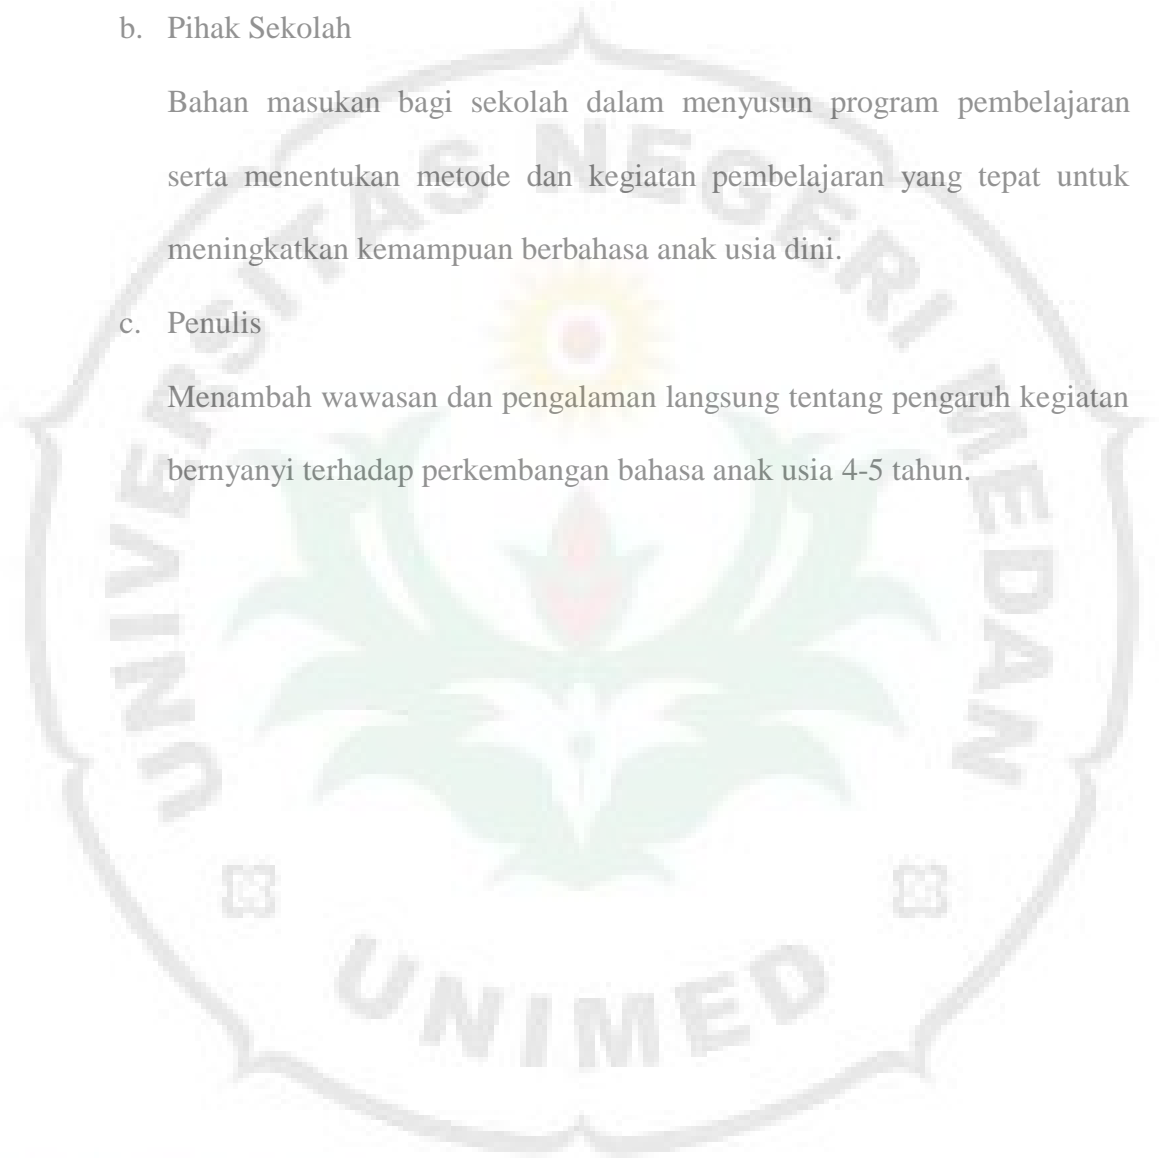 b. Pihak Sekolah
Bahan masukan bagi sekolah dalam menyusun program pembelajaran
serta menentukan metode dan kegiatan pembelajaran yang tepat untuk
meningkatkan kemampuan berbahasa anak usia dini.
c. Penulis
Menambah wawasan dan pengalaman langsung tentang pengaruh kegiatan
bernyanyi terhadap perkembangan bahasa anak usia 4-5 tahun.
UNIVERSITAS NEGERI MEDAN
UNIMED